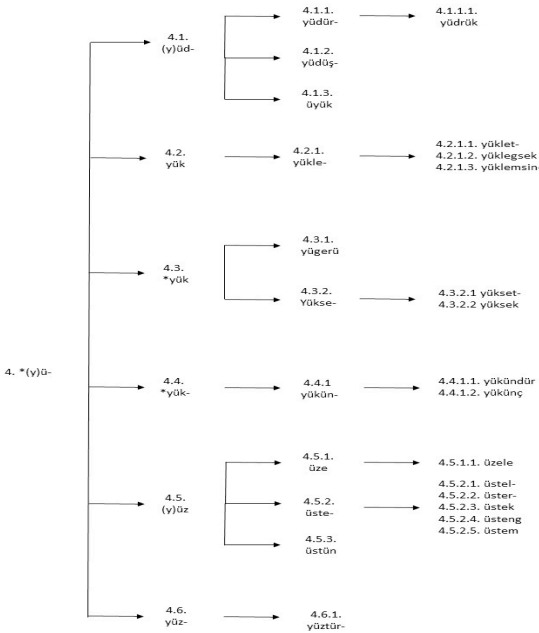 4. *(y)ü-
4.1.
(y)üd-
4.1.1.
yüdür-
4.1.1.1.
yüdrük
4.1.2.
yüdüş-
4.1.3.
üyük
4.2.
yük
4.2.1.
yükle-
4.2.1.1. yüklet-
4.2.1.2. yüklegsek
4.2.1.3. yüklemsin
4.3.
*yük
4.3.1.
yügerü
4.3.2.
Yükse-
4.3.2.1 yükset-
4.3.2.2 yüksek
4.4.
*yük-
4.4.1
yükün-
4.4.1.1. yükündür
4.4.1.2. yükünç
4.5.
(y)üz
4.5.1.
üze
4.5.1.1. üzele
4.5.2.
üste-
4.5.2.1. üstel-
4.5.2.2. üster-
4.5.2.3. üstek
4.5.2.4. üsteng
4.5.2.5. üstem
4.5.3.
üstün
4.6.
yüz-
4.6.1.
yüztür-